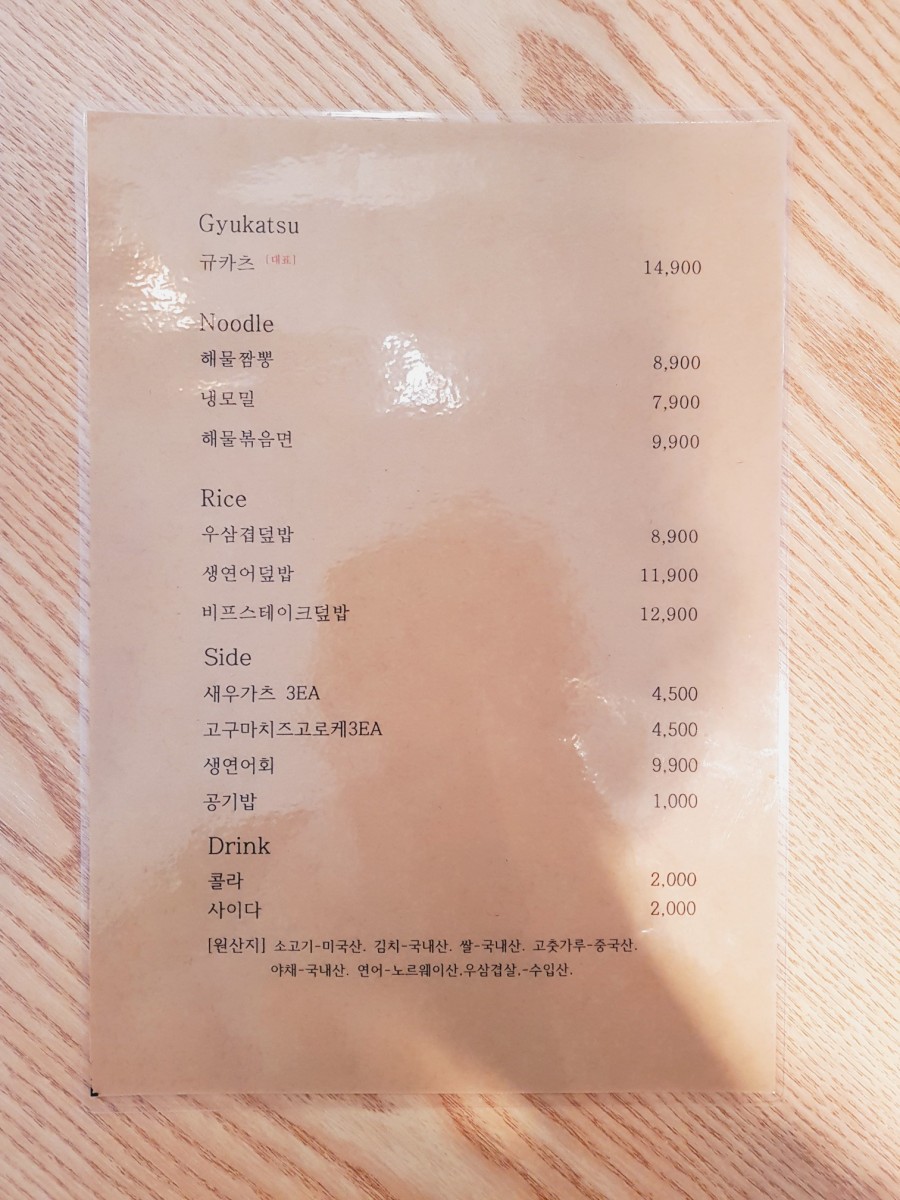 Gyukatsu
규카츠 [대표] 14,900
Noodle
해물짬뽕 8,900
냉모밀 7,900
해물볶음면 9,900
Rice
우삼겹덮밥 8,900
생연어덮밥 11,900
비프스테이크덮밥 12,900
Side
새우가츠 3EA 4,500
고구마치즈고로케3EA 4,500
생연어회 9,900
공기밥 1,000
Drink
콜라 2,000
사이다 2,000
[원산지] 소고기-미국산. 김치-국내산. 쌀-국내산. 고춧가루-중국산.
야채-국내산. 연어-노르웨이산,우삼겹살,-수입산.